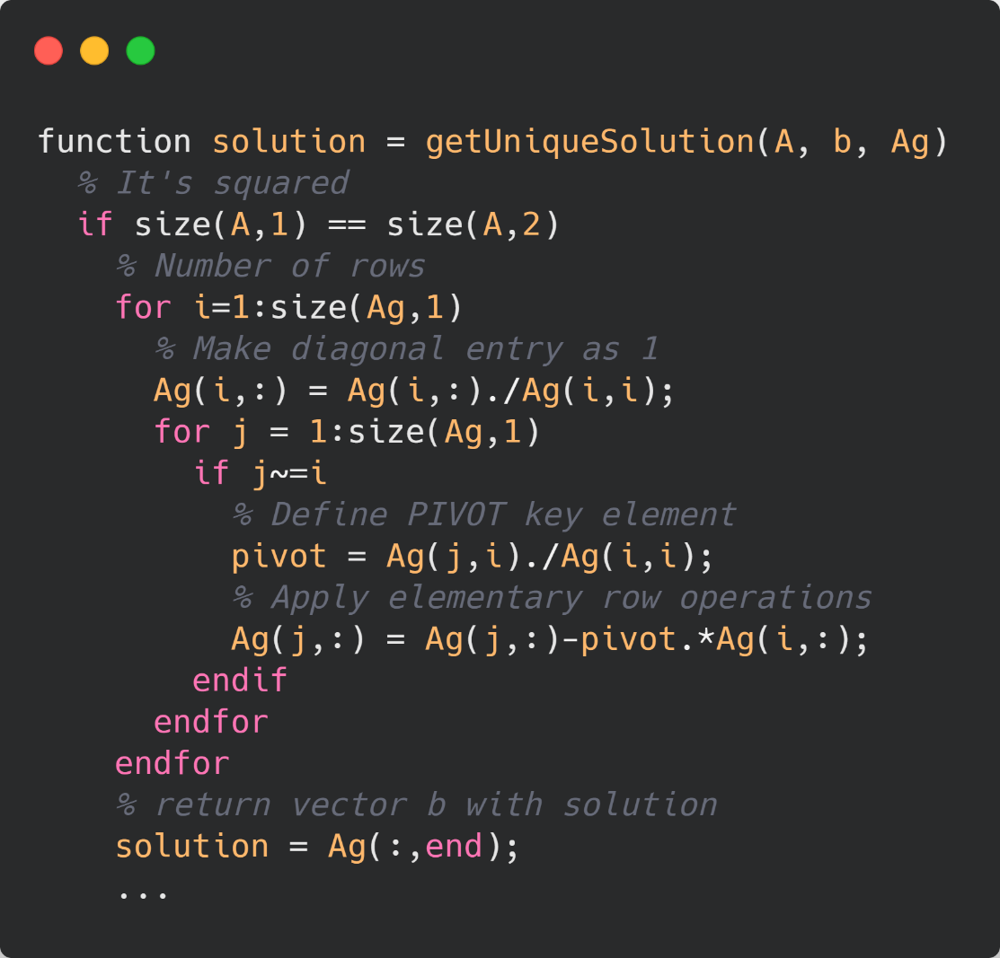 function solution = getUniqueSolution(A, b, Ag)
  % It's squared
  if size(A,1) == size(A,2)
    % Number of rows
    for i=1:size(Ag,1)
      % Make diagonal entry as 1
      Ag(i,:) = Ag(i,:)./Ag(i,i);
      for j = 1:size(Ag,1)
        if j~=i
          % Define PIVOT key element
          pivot = Ag(j,i)./Ag(i,i);
          % Apply elementary row operations
          Ag(j,:) = Ag(j,:)-pivot.*Ag(i,:);
        endif
      endfor
    endfor
    % return vector b with solution
    solution = Ag(:,end);
    ...